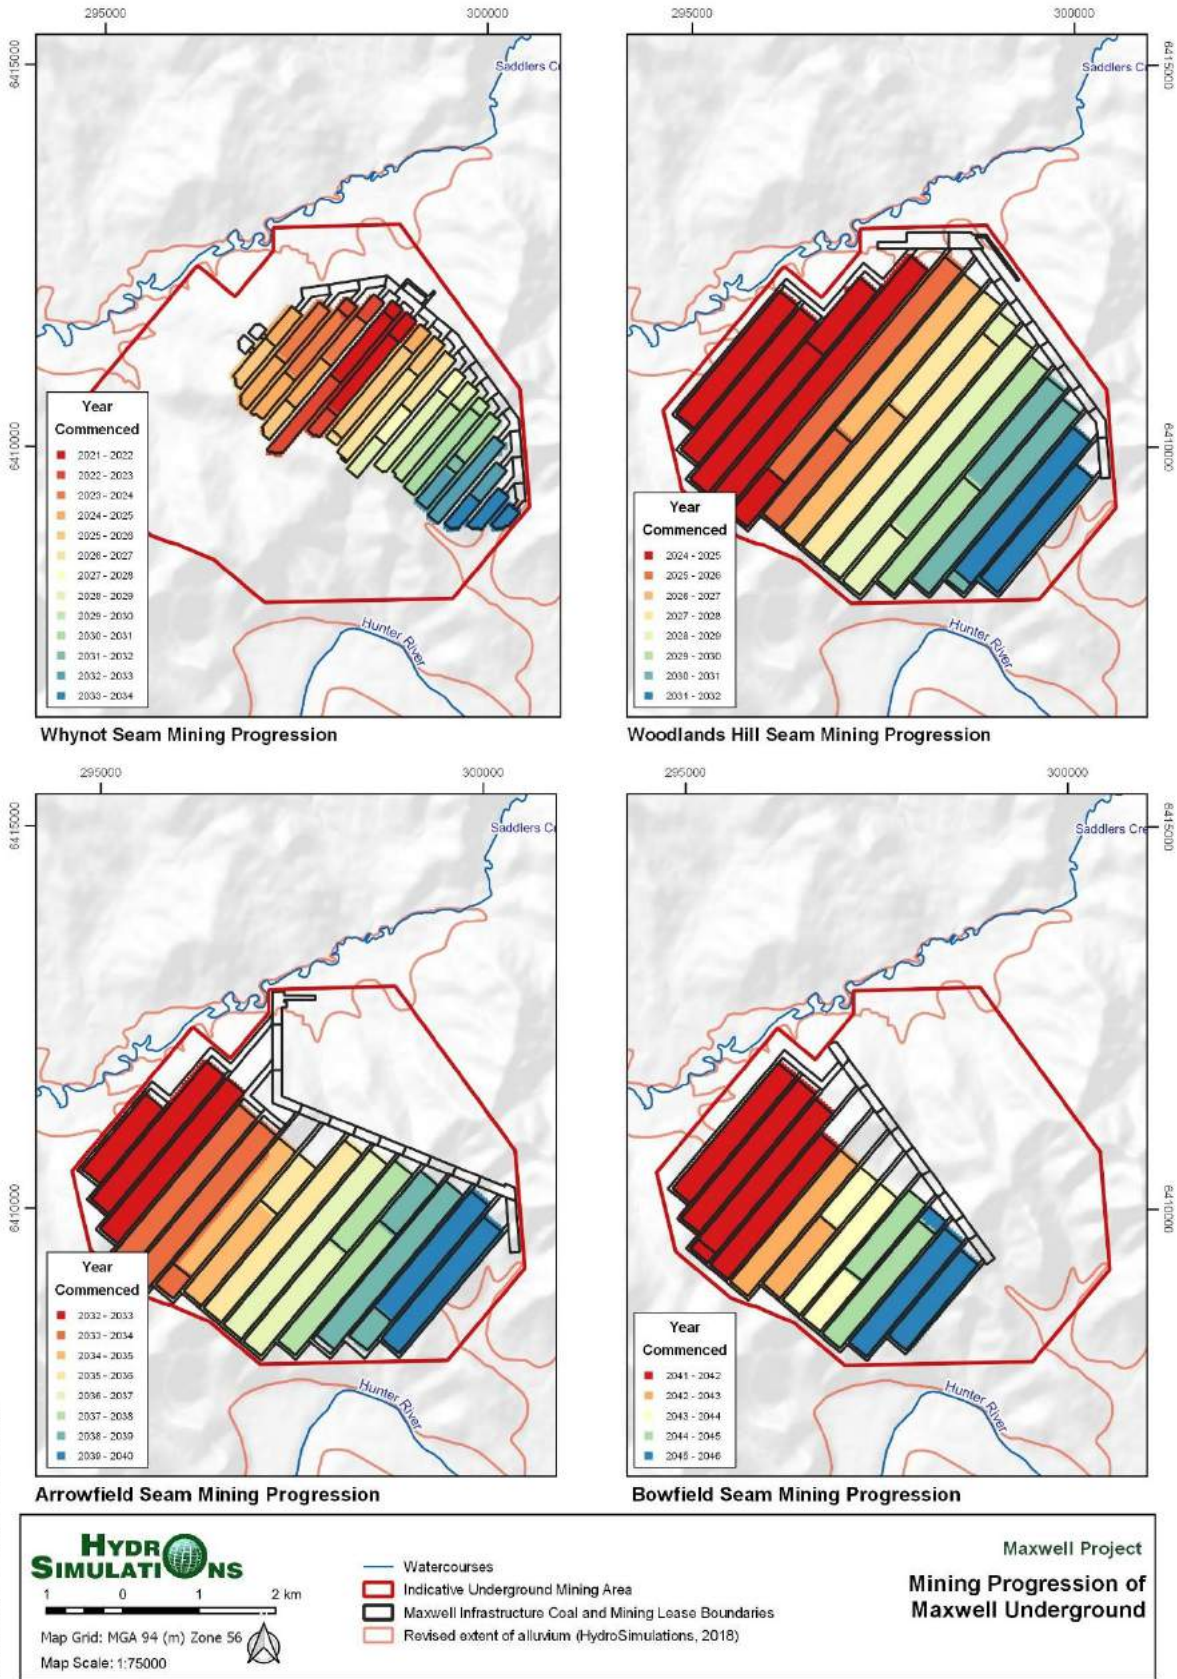 295000
300000
295000
300000
6415000
Saddlers Cr
Saddlers Cr
6415000
6410000
6410000
Year
Commenced
2021 - 2022
2022 - 2023
2023 - 2024
2024 - 2025
2025 - 2026
2026 - 2027
2027 - 2028
2028 - 2029
2029 - 2030
2030 - 2031
2031 - 2032
2032 - 2033
2033 - 2034
Hunter River
Whynot Seam Mining Progression
Year
Commenced
2024 - 2025
2025 - 2026
2026 - 2027
2027 - 2028
2028 - 2029
2029 - 2030
2030 - 2031
2031 - 2032
Hunter River
Woodlands Hill Seam Mining Progression
295000
300000
295000
300000
6415000
Saddlers Cr
Saddlers Cre
6415000
6410000
6410000
Year
Commenced
2032 - 2033
2033 - 2034
2034 - 2035
2035 - 2036
2036 - 2037
2037 - 2038
2038 - 2039
2039 - 2040
Hunter River
Arrowfield Seam Mining Progression
Year
Commenced
2041 - 2042
2042 - 2043
2043 - 2044
2044 - 2045
2045 - 2046
Hunter River
Bowfield Seam Mining Progression
HYDRO
SIMULATIONS
1 0 1 2 km
Map Grid: MGA 94 (m) Zone 56
Map Scale: 1:75000
Watercourses
Indicative Underground Mining Area
Maxwell Infrastructure Coal and Mining Lease Boundaries
Revised extent of alluvium (HydroSimulations, 2018)
Maxwell Project
Mining Progression of
Maxwell Underground